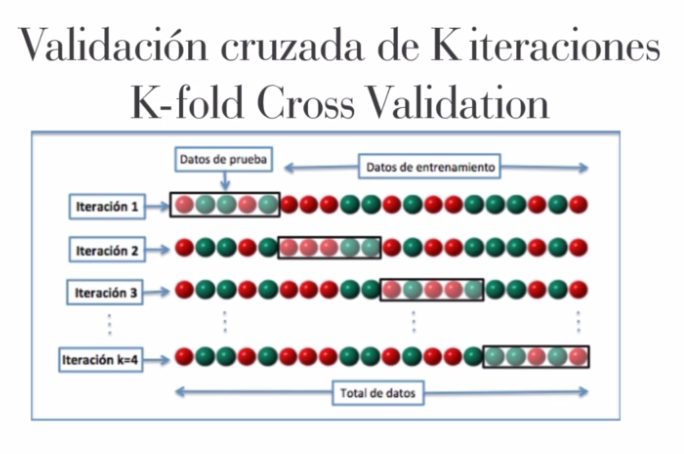 Validación cruzada de K iteraciones
K-fold Cross Validation
Datos de prueba
Datos de entrenamiento
Iteración 1
Iteración 2
Iteración 3
Iteración k=4
Total de datos